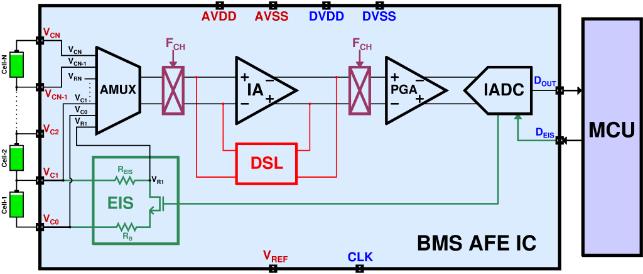 AVDD AVSS DVDD DVSS
VCN
VCN-1
VC2
VC1
VC0
Cell-N
Cell-2
Cell-1
VCN
VCN-1
VRN
VC1
VC0
VR1
AMUX
FCH
IA
FCH
PGA
IADC
DSL
DOUT
DEIS
MCU
REIS
VR1
EIS
RB
BMS AFE IC
VREF
CLK